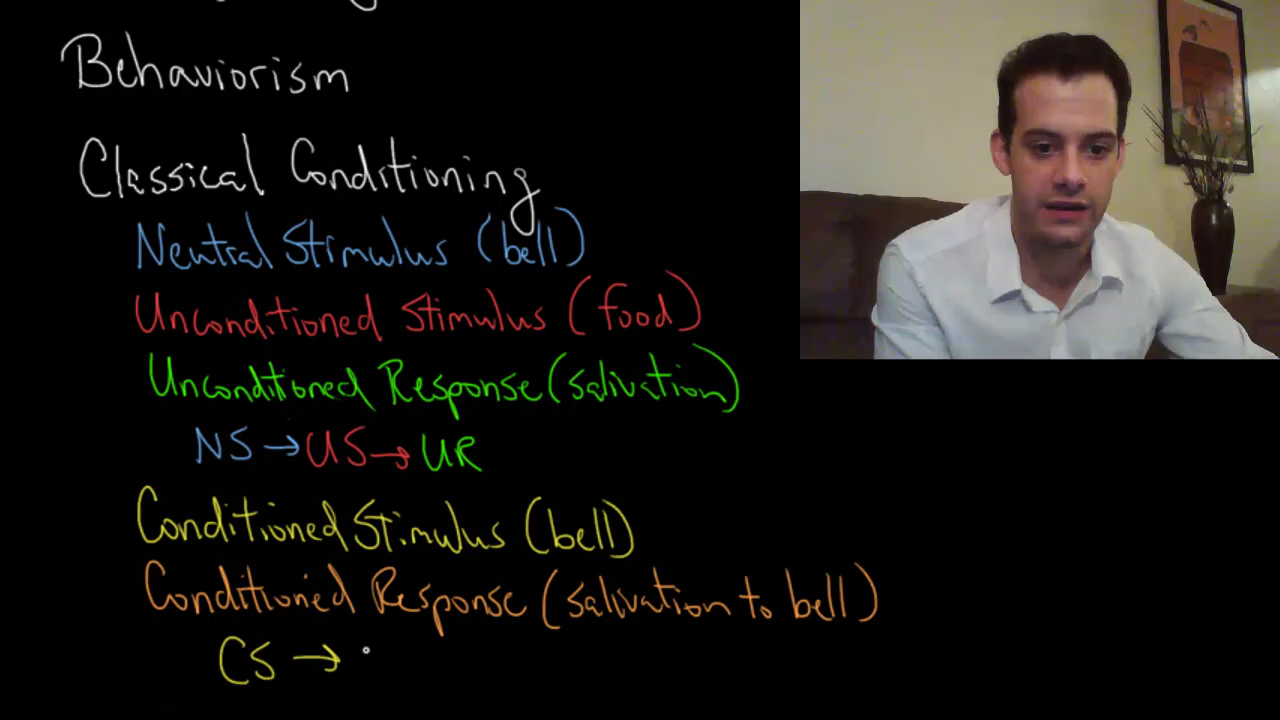 Behaviorism
Classical Conditioning
Neutral Stimulus (bell)
Unconditioned Stimulus (food)
Unconditioned Response (salivation)
NS → US → UR
Conditioned Stimulus (bell)
Conditioned Response (salivation to bell)
CS →